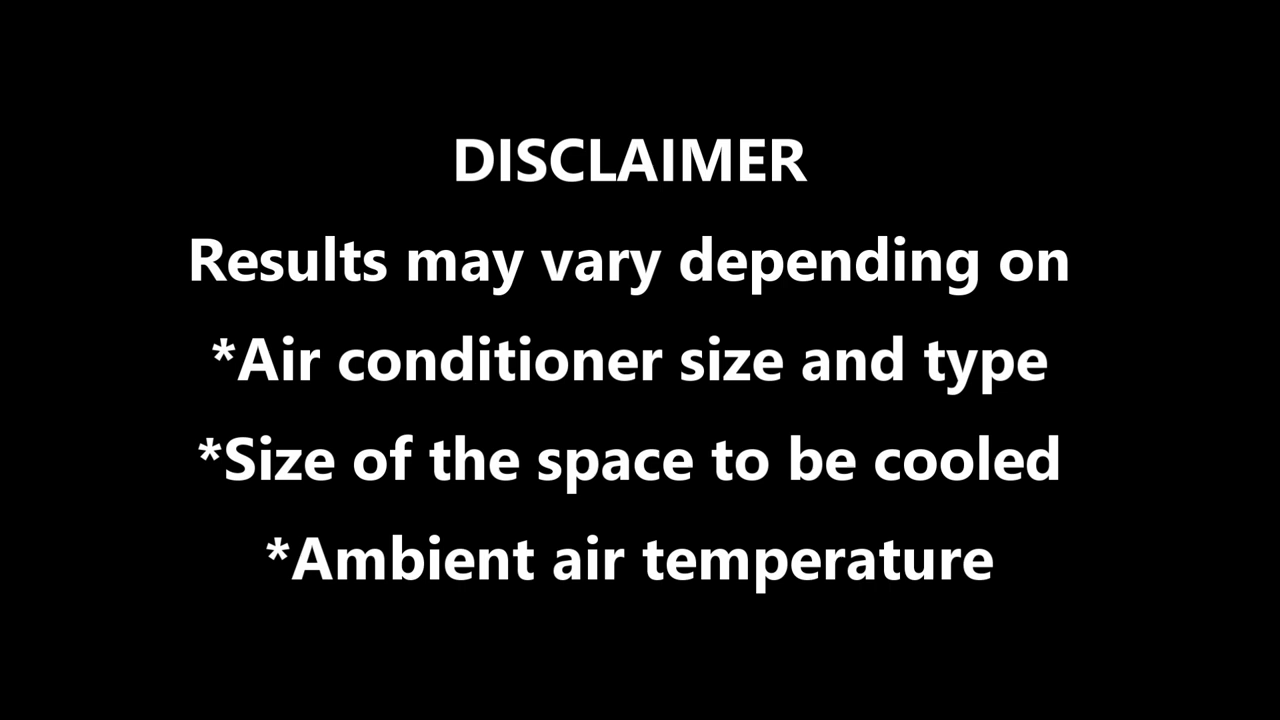 DISCLAIMER
Results may vary depending on
*Air conditioner size and type
*Size of the space to be cooled
*Ambient air temperature